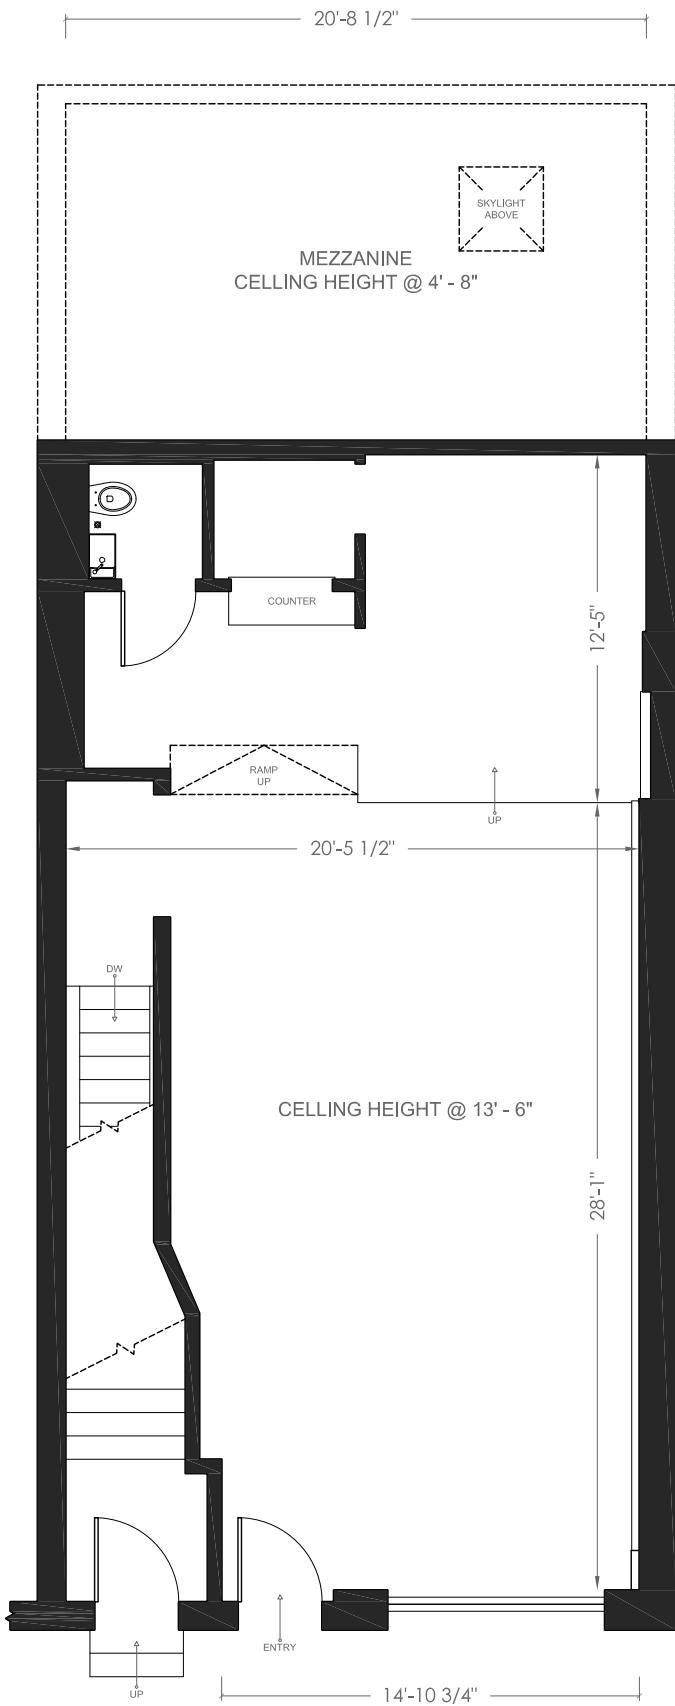 20'-8 1/2"
SKYLIGHT
ABOVE
MEZZANINE
CELLING HEIGHT @ 4' - 8"
COUNTER
12'-5"
RAMP
UP
UP
20'-5 1/2"
DW
CELLING HEIGHT @ 13' - 6"
28'-1"
ENTRY
UP
14'-10 3/4"